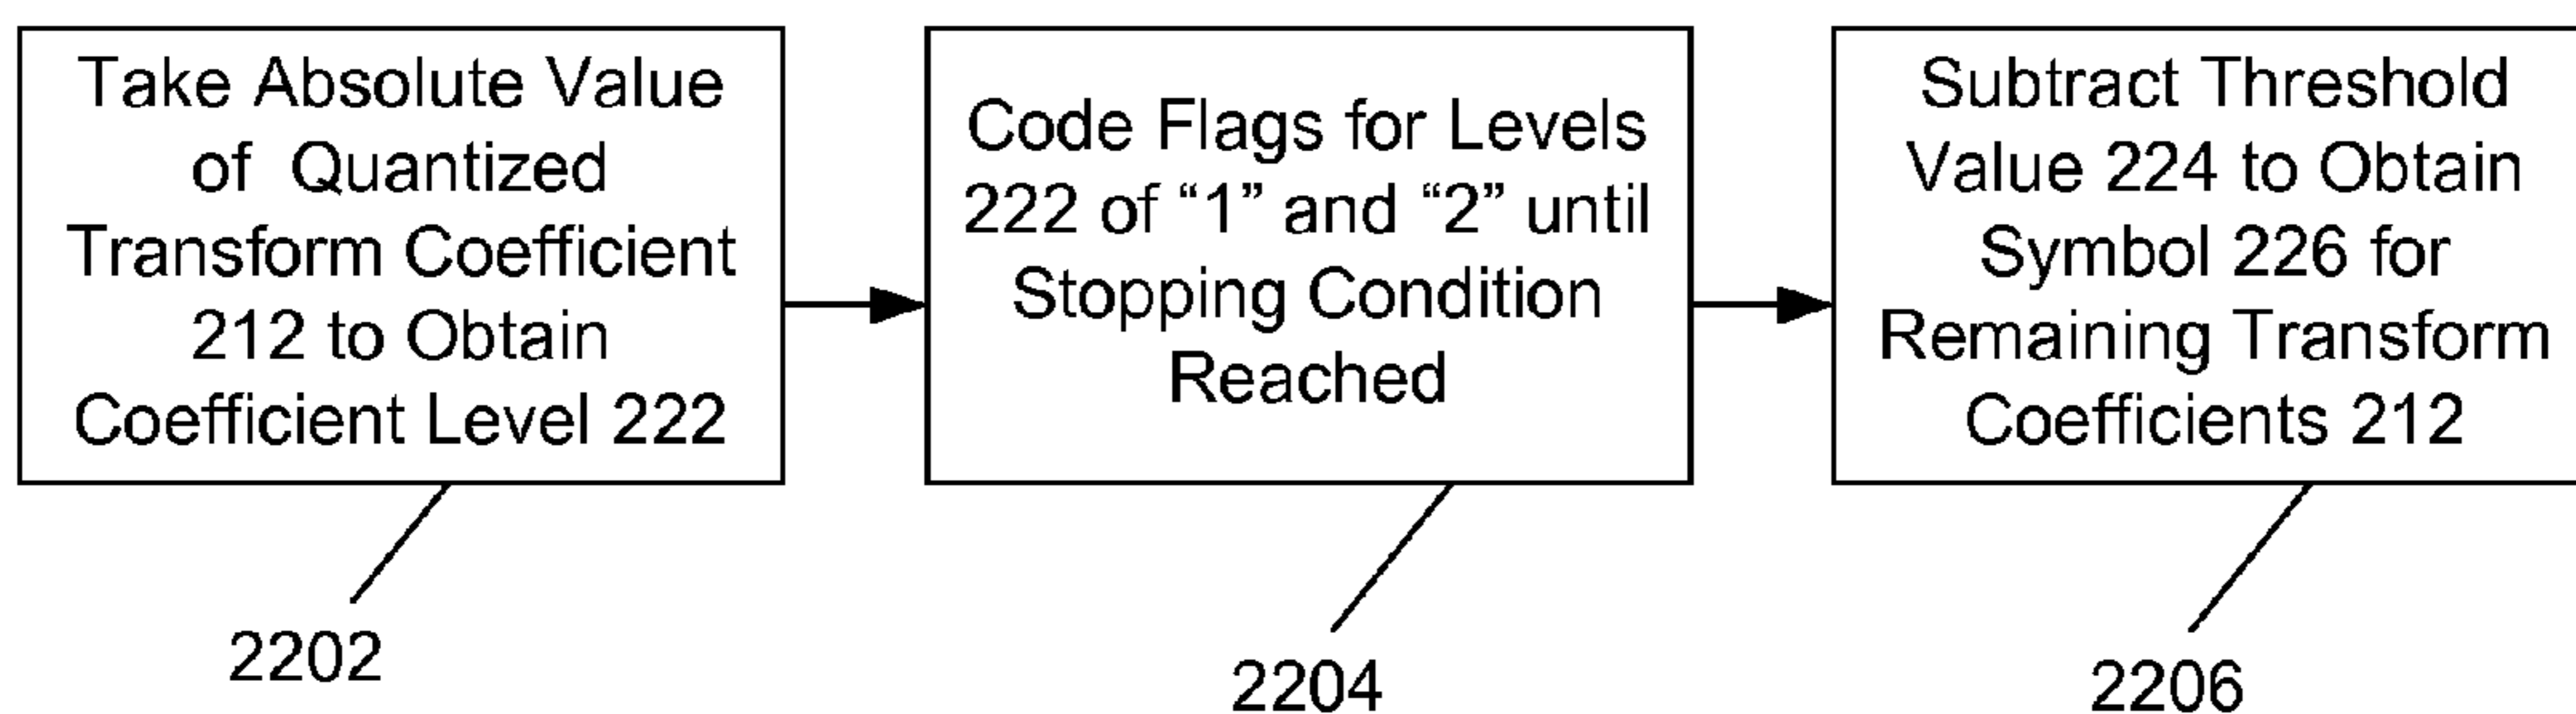 Take Absolute Value
of Quantized
Transform Coefficient
212 to Obtain
Coefficient Level 222
Code Flags for Levels
222 of “1” and “2” until
Stopping Condition
Reached
Subtract Threshold
Value 224 to Obtain
Symbol 226 for
Remaining Transform
Coefficients 212
2202
2204
2206